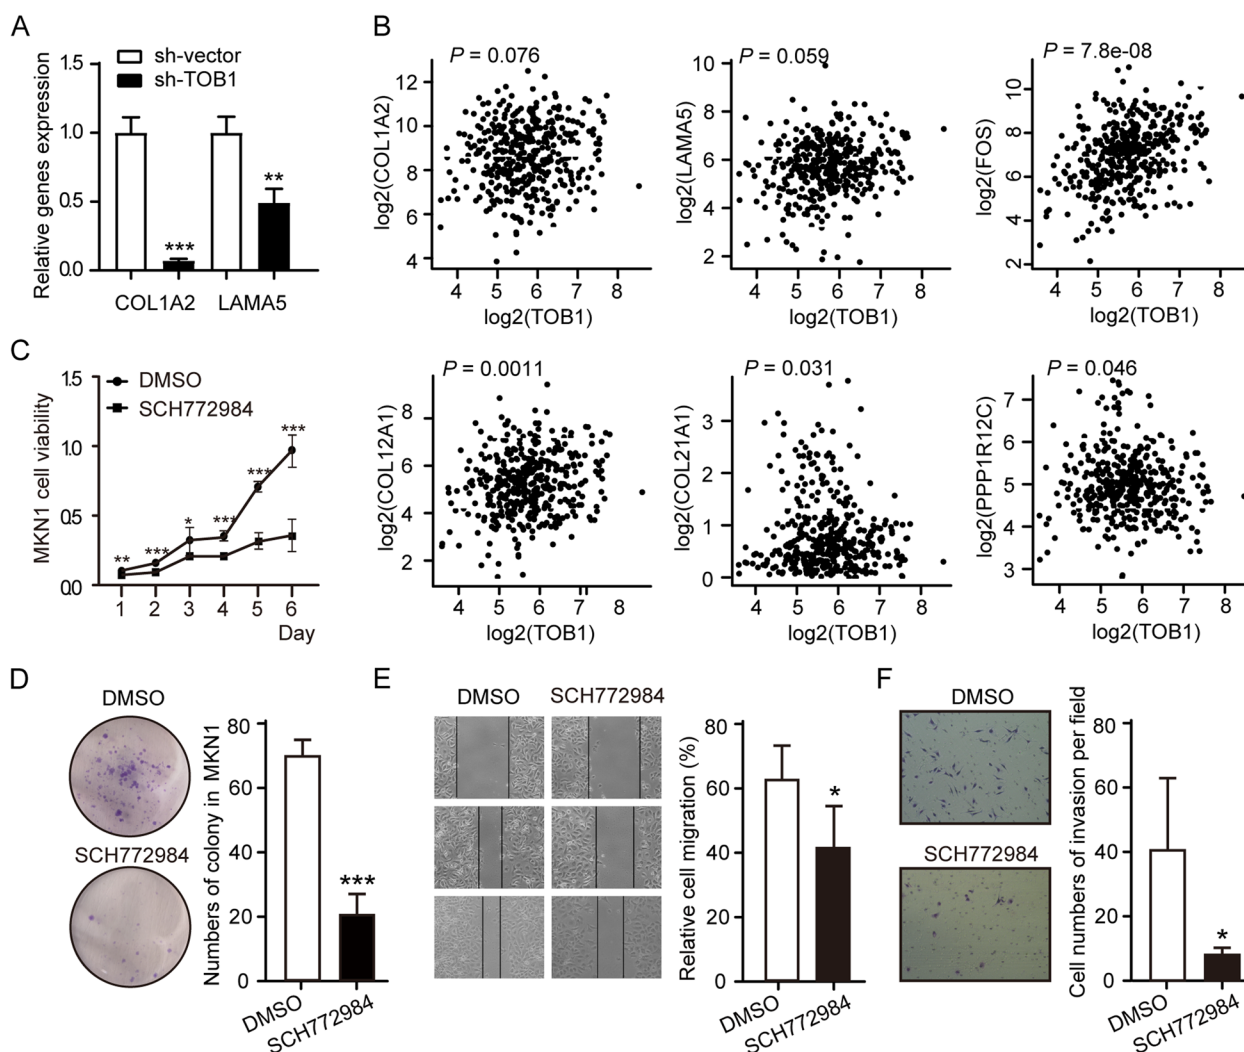 A
sh-vector
sh-TOB1
Relative genes expression
1.5
1.0
0.5
0.0
***
**
COL1A2 LAMA5
B
P = 0.076
log2(COL1A2)
12
10
8
6
4
4 5 6 7 8
log2(TOB1)
P = 0.059
log2(LAMA5)
10
8
6
4
2
4 5 6 7 8
log2(TOB1)
P = 7.8e-08
log2(FOS)
10
8
6
4
2
4 5 6 7 8
log2(TOB1)
C
DMSO
SCH772984
MKN1 cell viability
1.5
1.0
0.5
0.0
** *** * *** *** ***
1 2 3 4 5 6
Day
P = 0.0011
log2(COL12A1)
8
6
4
2
4 5 6 7 8
log2(TOB1)
P = 0.031
log2(COL21A1)
3
2
1
0
4 5 6 7 8
log2(TOB1)
P = 0.046
log2(PPP1R12C)
7
6
5
4
3
4 5 6 7 8
log2(TOB1)
D
DMSO
SCH772984
Numbers of colony in MKN1
80
60
40
20
0
***
DMSO
SCH772984
E
DMSO SCH772984
Relative cell migration (%)
80
60
40
20
0
*
DMSO
SCH772984
F
DMSO
SCH772984
Cell numbers of invasion per field
80
60
40
20
0
*
DMSO
SCH772984